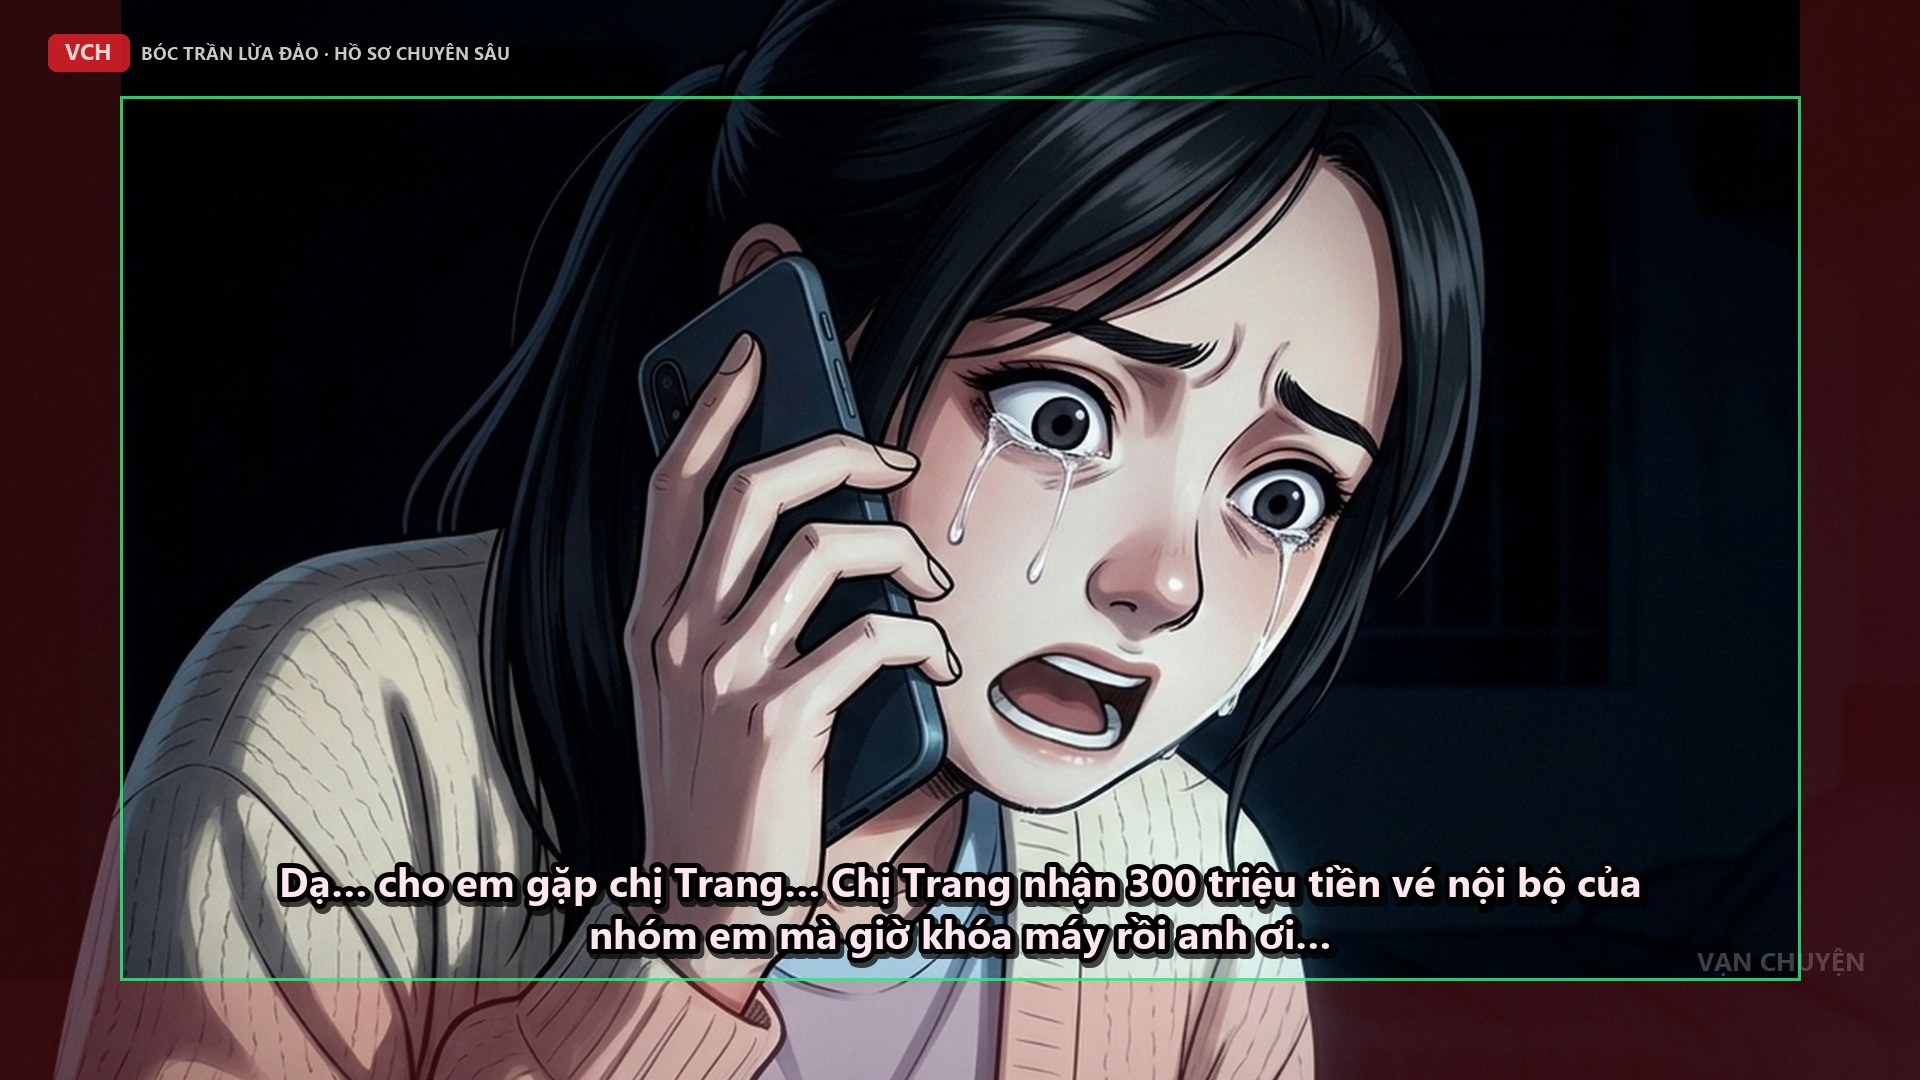 VCH BÓC TRẦN LỪA ĐẢO · HỒ SƠ CHUYÊN SÂU
Dạ... cho em gặp chị Trang... Chị Trang nhận 300 triệu tiền vé nội bộ của
nhóm em mà giờ khóa máy rồi anh ơi...
VẠN CHUYỆN